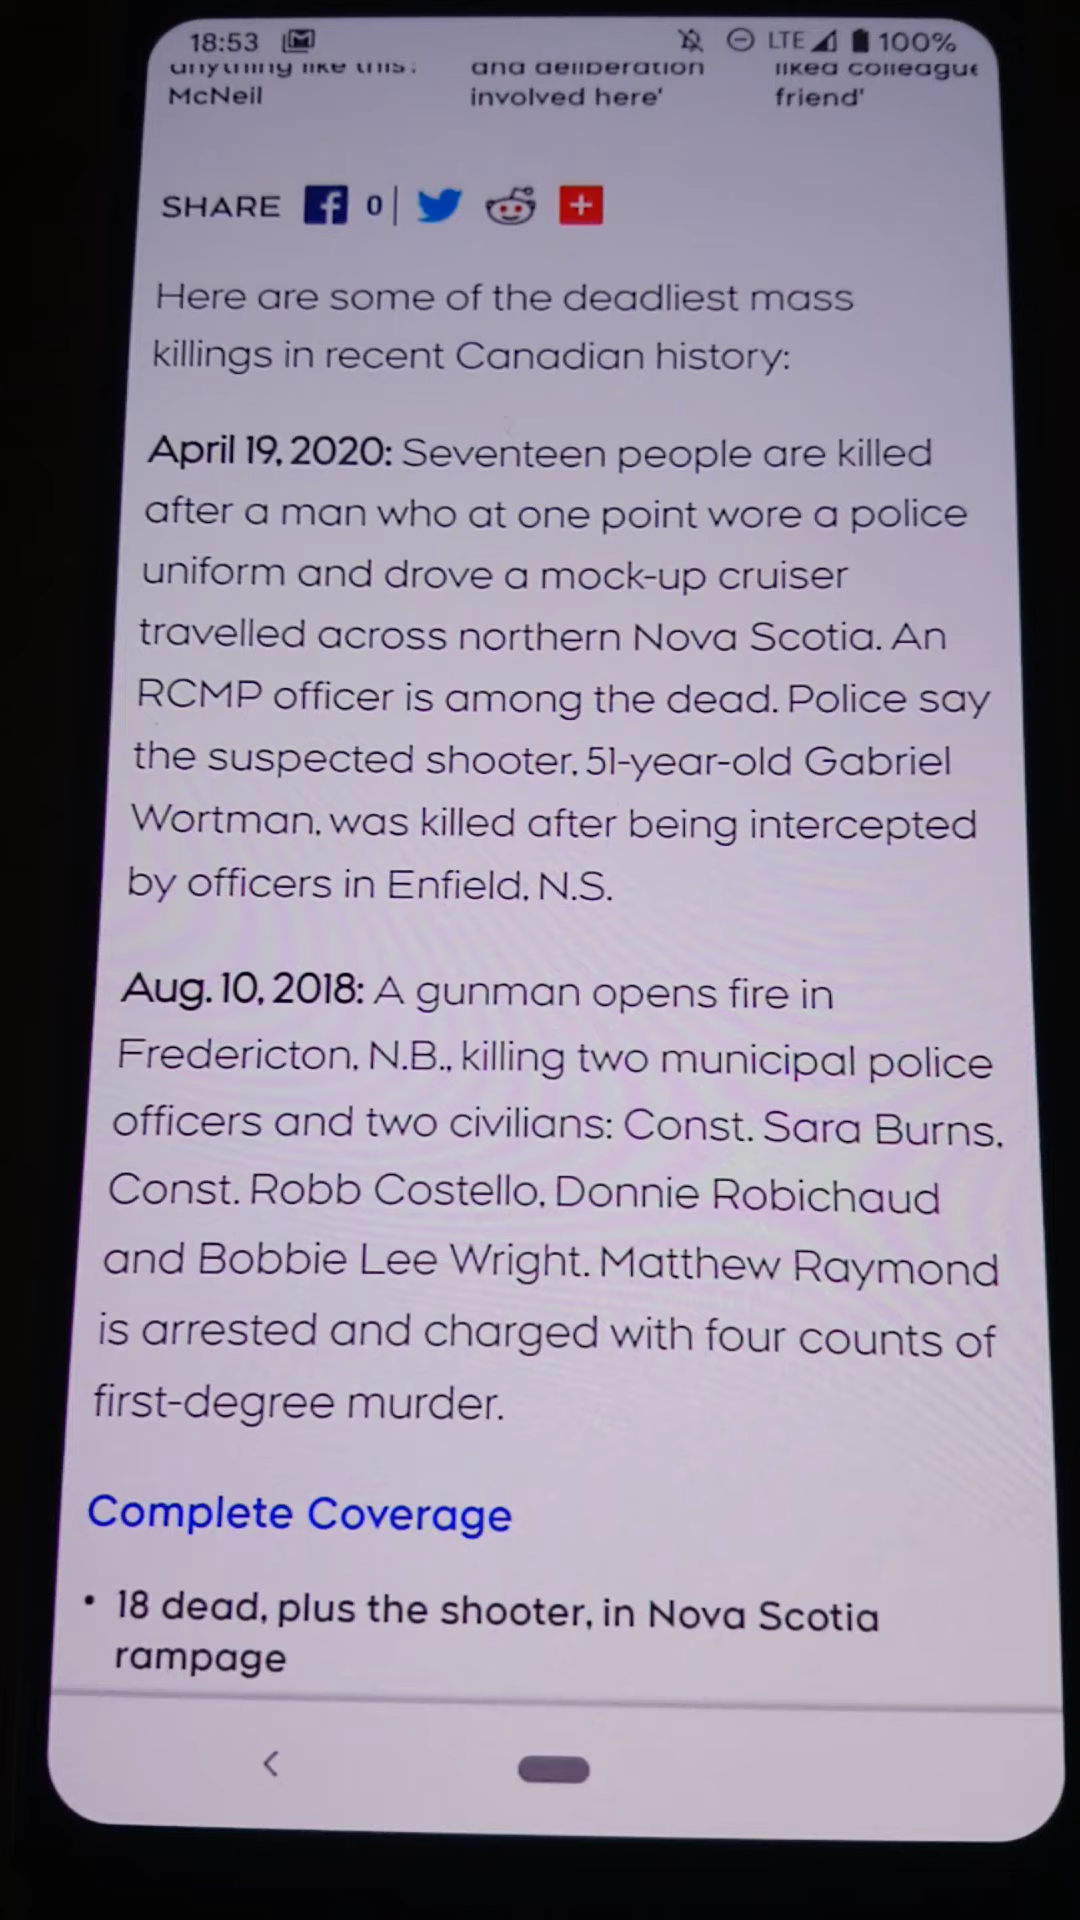 18:53 LTE 100%
anything like this': and deliberation liked colleague
McNeil involved here' friend'
SHARE f 0 | +
Here are some of the deadliest mass
killings in recent Canadian history:
April 19, 2020: Seventeen people are killed
after a man who at one point wore a police
uniform and drove a mock-up cruiser
travelled across northern Nova Scotia. An
RCMP officer is among the dead. Police say
the suspected shooter, 51-year-old Gabriel
Wortman, was killed after being intercepted
by officers in Enfield, N.S.
Aug. 10, 2018: A gunman opens fire in
Fredericton, N.B., killing two municipal police
officers and two civilians: Const. Sara Burns,
Const. Robb Costello, Donnie Robichaud
and Bobbie Lee Wright. Matthew Raymond
is arrested and charged with four counts of
first-degree murder.
Complete Coverage
• 18 dead, plus the shooter, in Nova Scotia
rampage